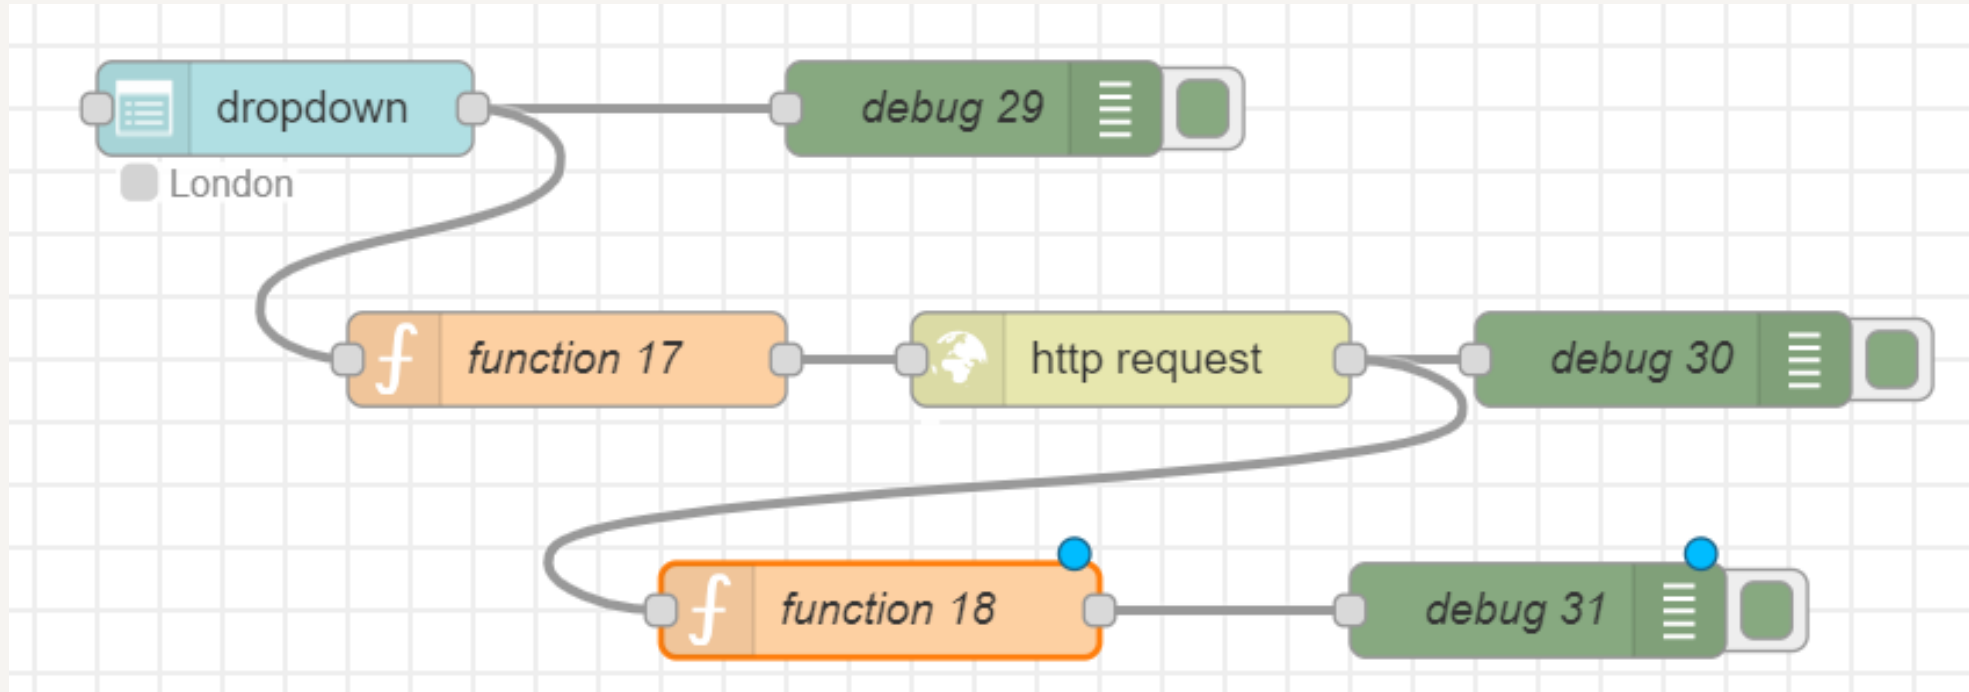 dropdown
debug 29
London
function 17
http request
debug 30
function 18
debug 31